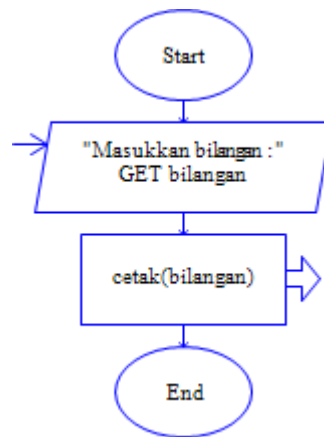 Start
"Masukkan bilangan :"
GET bilangan
cetak(bilangan)
End